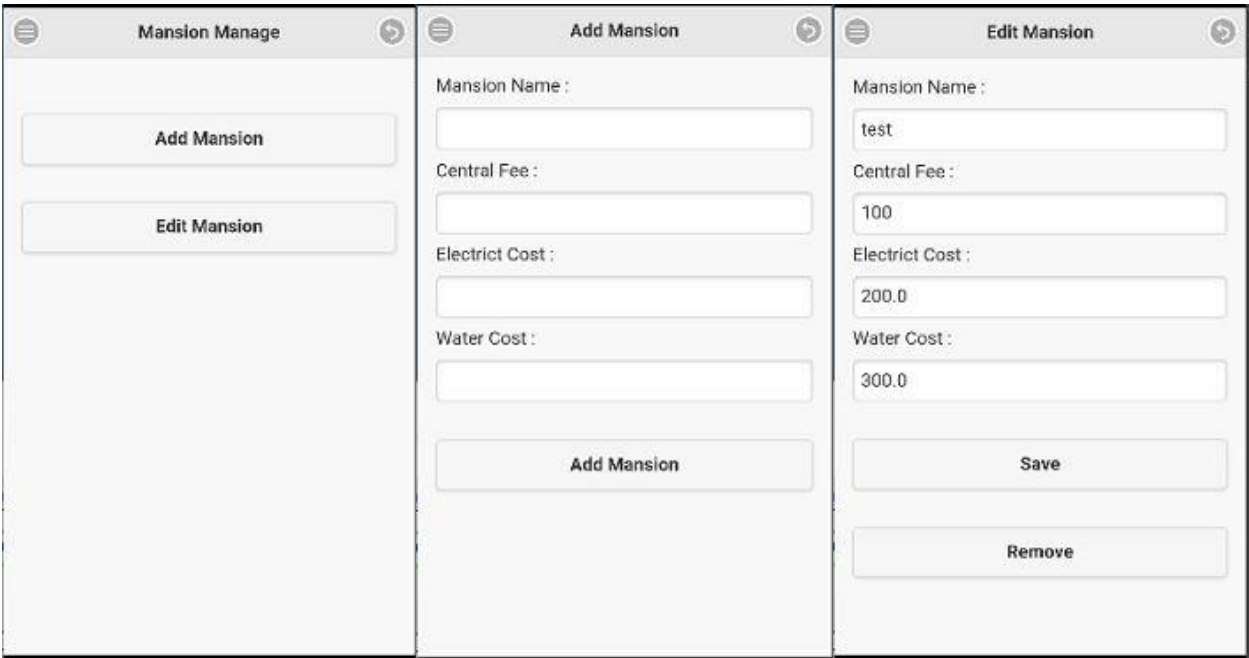 Mansion Manage
Add Mansion
Edit Mansion
Add Mansion
Mansion Name :
Central Fee :
Electrict Cost :
Water Cost :
Add Mansion
Edit Mansion
Mansion Name :
test
Central Fee :
100
Electrict Cost :
200.0
Water Cost :
300.0
Save
Remove